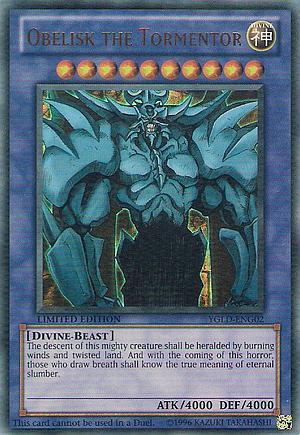 OBELISK THE TORMENTOR
DIVINE
神
LIMITED EDITION YGLD-ENG02
[DIVINE-BEAST]
The descent of this mighty creature shall be heralded by burning
winds and twisted land. And with the coming of this horror,
those who draw breath shall know the true meaning of eternal
slumber.
ATK/4000 DEF/4000
This card cannot be used in a Duel. ©1996 KAZUKI TAKAHASHI